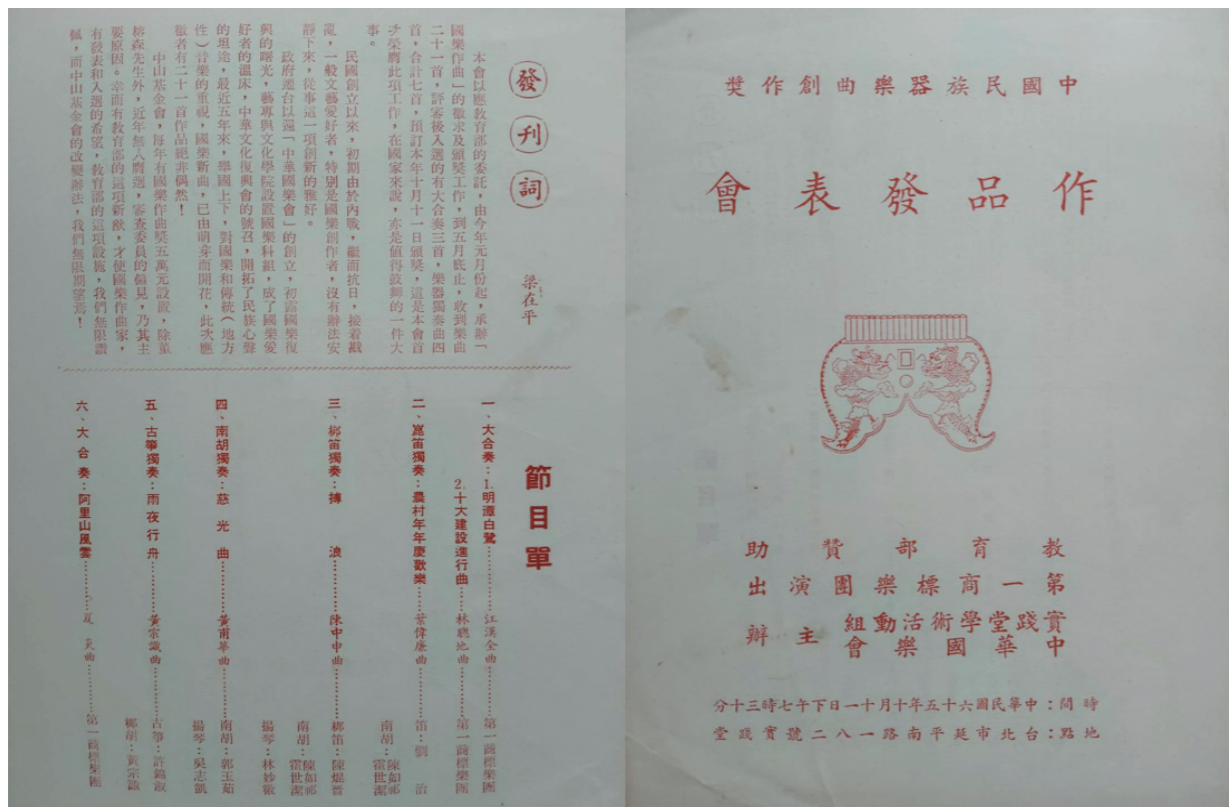 中國民族器樂曲創作獎
作品發表會
教育部贊助
第一商標樂團演出
實踐堂學術活動組
中華國樂會
主辦
時間:中華民國六十五年十月十一日下午七時三十分
地點:台北市延平南路一八二號實踐堂
發刊詞
梁在平
本會以應教育部的委託,由今年元月份起,承辦「
國樂作曲」的徵求及頒獎工作,到五月底止,收到樂曲
二十一首,評審後入選的有大合奏三首,樂器獨奏曲四
首,合計七首,預訂本年十月十一日頒獎,這是本會首
次榮膺此項工作,在國家來說,亦是值得鼓舞的一件大
事。
民國創立以來,初期由於內戰,繼而抗日,接着戡
亂,一般文藝愛好者,特別是國樂創作者,沒有辦法安
靜下來,從事這一項創新的雅好。
政府遷台以還「中華國樂會」的創立,初露國樂復
興的曙光,藝專與文化學院設置國樂科組,成了國樂愛
好者的溫床,中華文化復興會的號召,開拓了民族心聲
的坦途,最近五年來,舉國上下,對國樂和傳統(地方
性)音樂的重視,國樂新曲,已由萌芽而開花,此次應
徵者有二十一首作品絕非偶然!
中山基金會,每年有國樂作曲獎五萬元設置,除董
榕森先生外,近年無人膺選,審查委員的偏見,乃其主
要原因。幸而有教育部的這項新猷,才使國樂作曲家,
有發表和入選的希望,教育部的這項設施,我們無限讚
佩,而中山基金會的改變辦法,我們無限期望焉!
節目單
一、大合奏:1.明潭白鷺………江漢全曲………第一商標樂團
2.十大建設進行曲………林聰地曲………第一商標樂團
二、崑笛獨奏:農村年年慶歡樂………葉偉廉曲………笛:劉治
南胡:陳如祁 霍世潔
三、梆笛獨奏:搏浪………陳中申曲………梆笛:陳焜晉
南胡:陳如祁 霍世潔
揚琴:林妙徽
四、南胡獨奏:慈光曲………黃甫華曲………南胡:郭玉茹
揚琴:吳志凱
五、古箏獨奏:雨夜行舟………黃宗識曲………古箏:許錦淑
梆胡:黃宗識
六、大合奏:阿里山風雲………夏炎曲………第一商標樂團